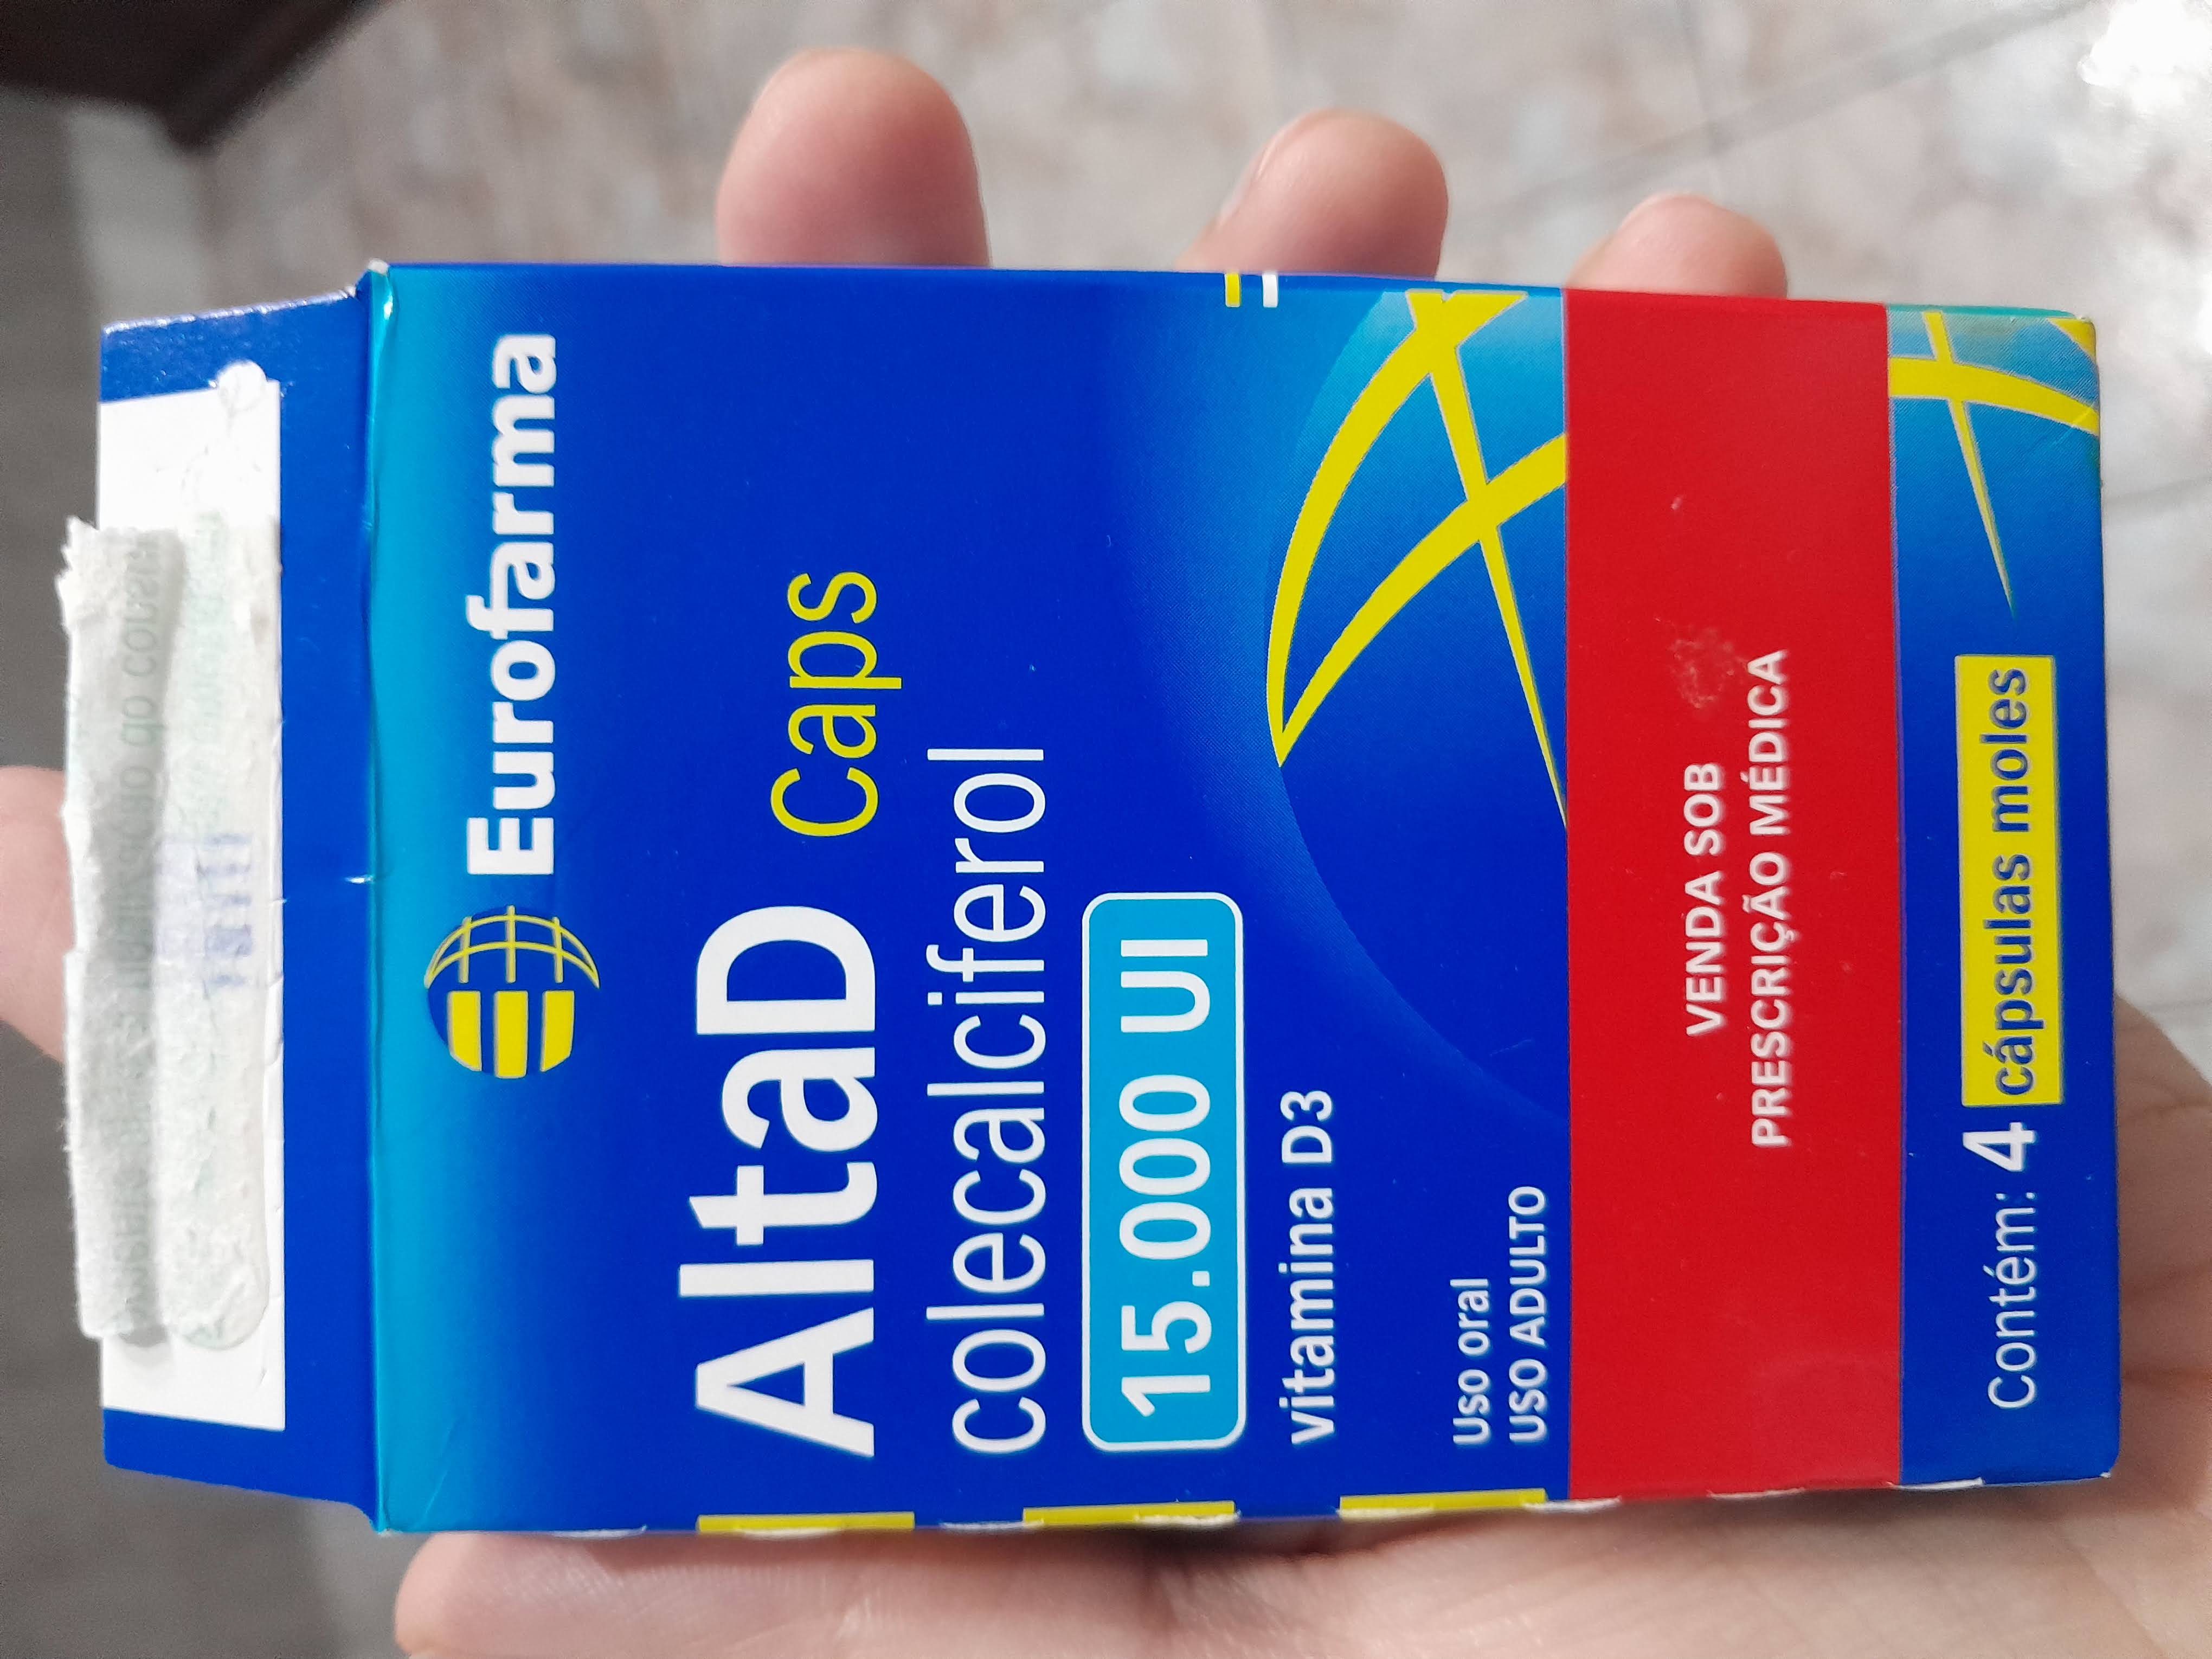 Eurofarma
AltaD Caps
colecalciferol
15.000 UI
vitamina D3
Uso oral
USO ADULTO
VENDA SOB
PRESCRIÇÃO MÉDICA
Contém: 4 cápsulas moles